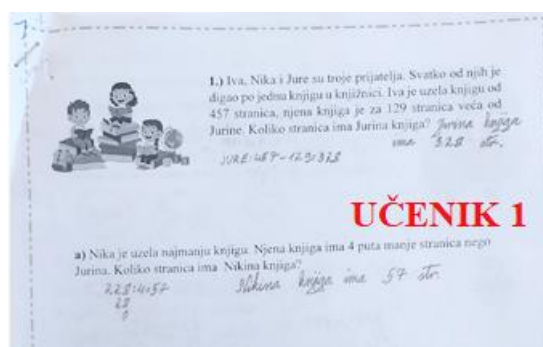 1.) Iva, Nika i Jure su troje prijatelja. Svatko od njih je
digao po jednu knjigu u knjižnici. Iva je uzela knjigu od
457 stranica, njena knjiga je za 129 stranica veća od
Jurine. Koliko stranica ima Jurina knjiga? Jurina knjiga
ima 328 str.
JURE: 457-129=328
UČENIK 1
a) Nika je uzela najmanju knjigu. Njena knjiga ima 4 puta manje stranica nego
Jurina. Koliko stranica ima Nikina knjiga?
228:4=57 Nikina knjiga ima 57 str.
28
0